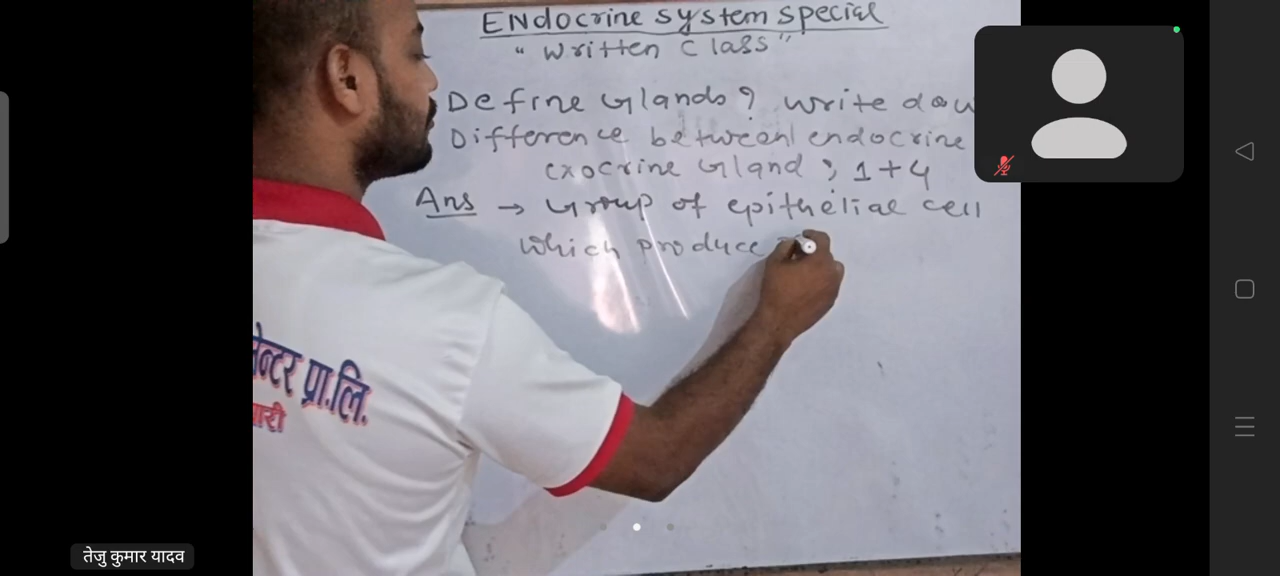 ENdocrine system special
"Written Class"
Define Glands? write dow
Difference between endocrine
exocrine Gland; 1+4
Ans → Group of epithelial cell
Which produce
न्टर प्रा.लि.
ारी
तेजु कुमार यादव